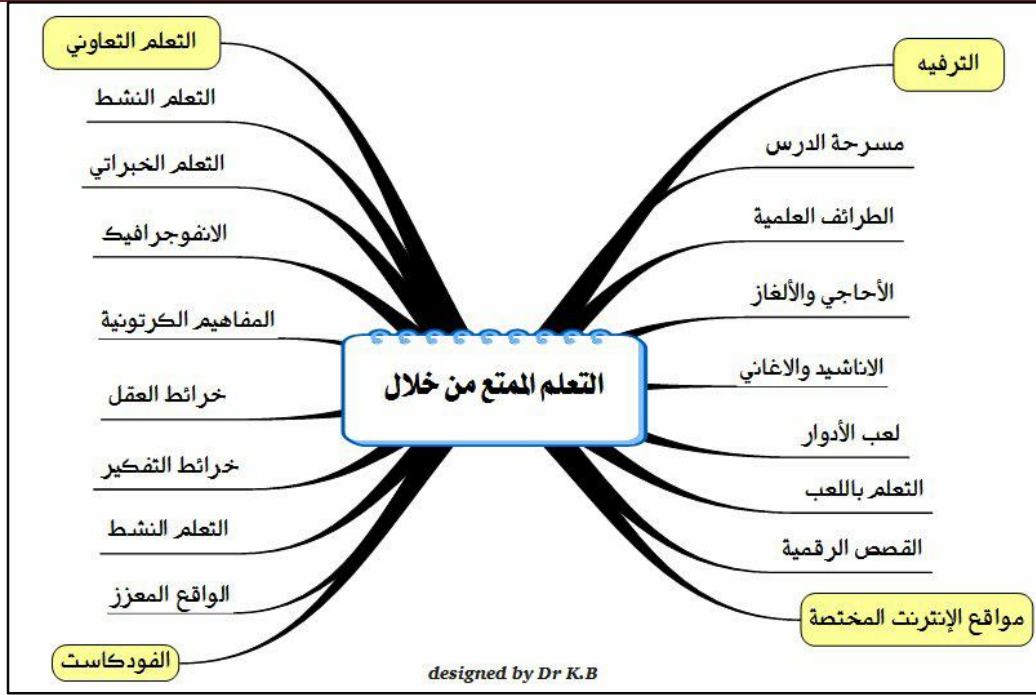 التعلم الممتع من خلال
الترفيه
مسرحة الدرس
الطرائف العلمية
الأحاجي والألغاز
الاناشيد والاغاني
لعب الأدوار
التعلم باللعب
القصص الرقمية
مواقع الإنترنت المختصة
التعلم التعاوني
التعلم النشط
التعلم الخبراتي
الانفوجرافيك
المفاهيم الكرتونية
خرائط العقل
خرائط التفكير
التعلم النشط
الواقع المعزز
الفودكاست
designed by Dr K.B